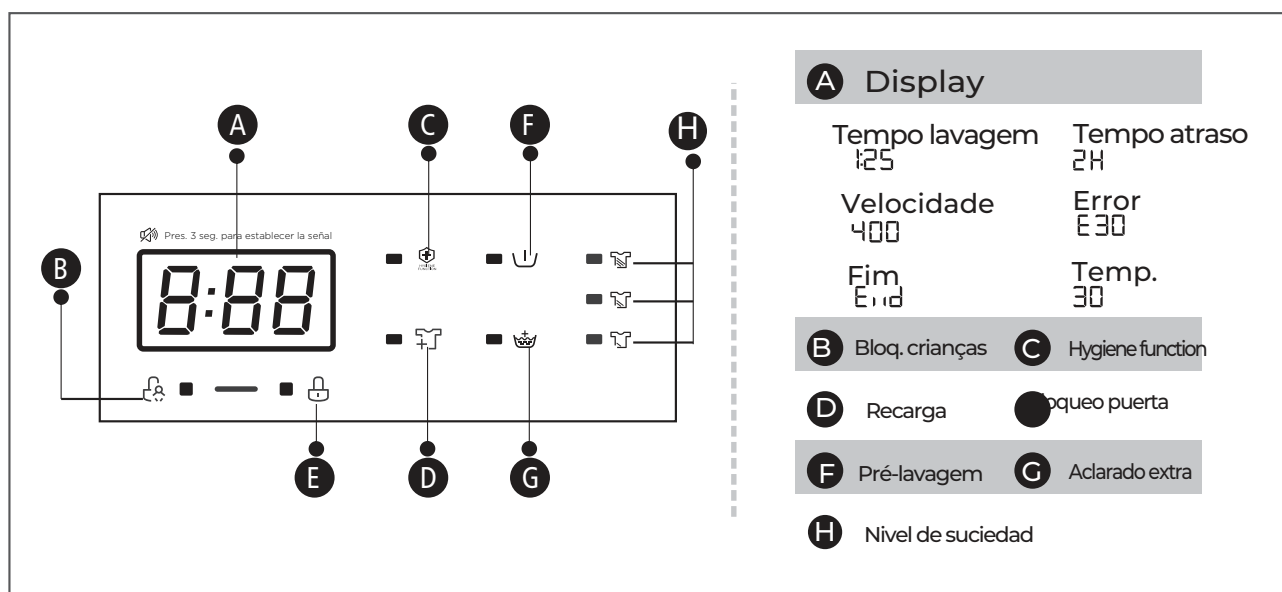 A
C
F
H
Pres. 3 seg. para establecer la señal
B
8:88
E
D
G
A Display
Tempo lavagem Tempo atraso
1:25 2H
Velocidade Error
400 E30
Fim Temp.
End 30
B Bloq. crianças C Hygiene function
D Recarga oqueo puerta
F Pré-lavagem G Aclarado extra
H Nivel de suciedad